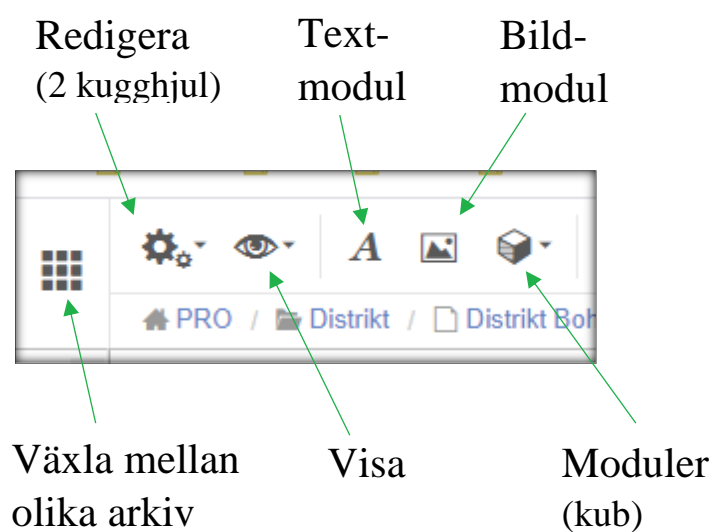 Redigera
(2 kugghjul)
Text-
modul
Bild-
modul
A
PRO / Distrikt / Distrikt Boh
Växla mellan
olika arkiv
Visa
Moduler
(kub)